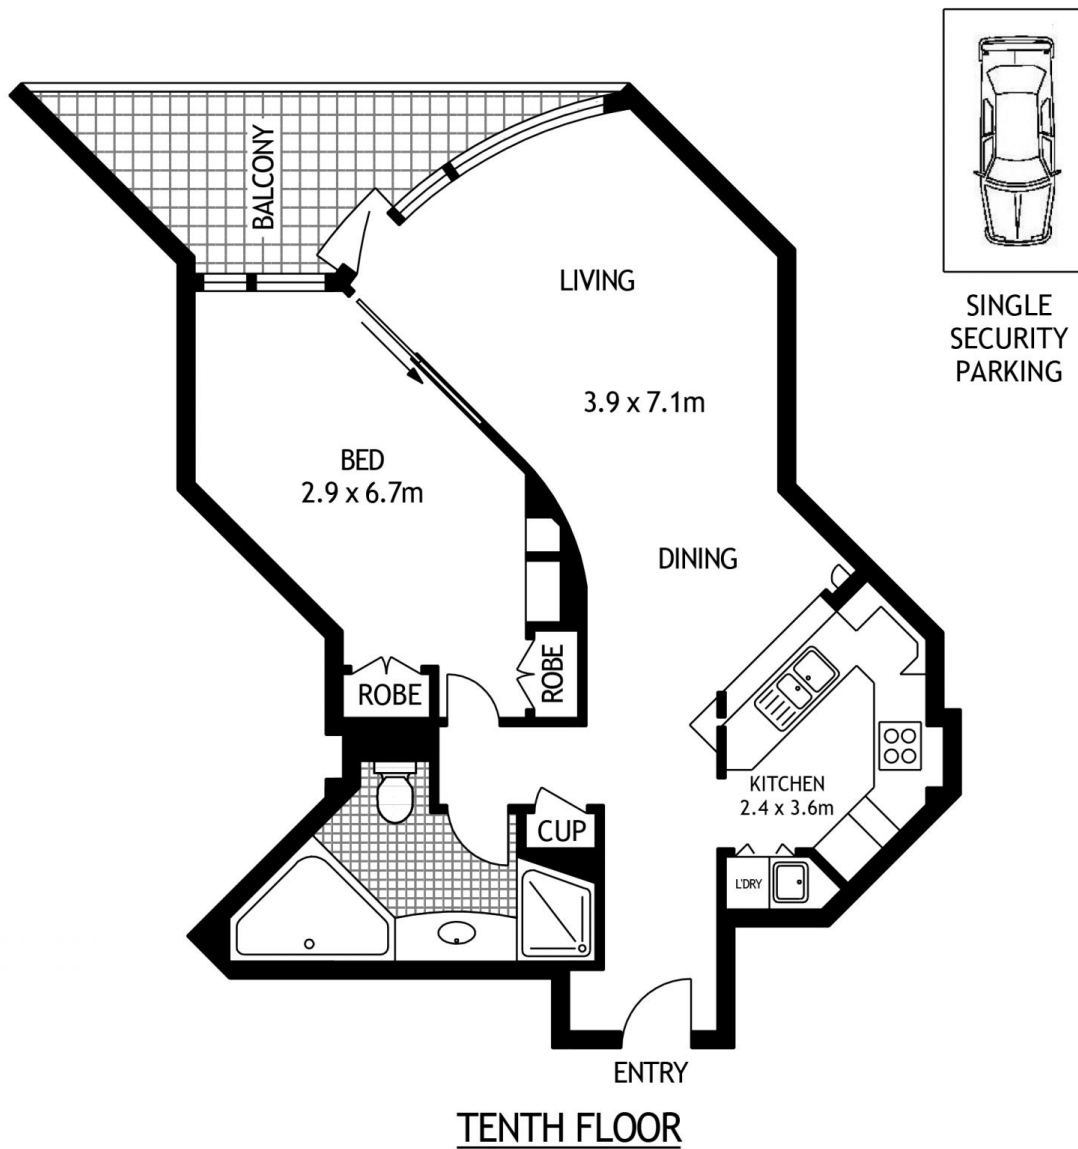 BALCONY
LIVING
3.9 x 7.1m
SINGLE
SECURITY
PARKING
BED
2.9 x 6.7m
DINING
ROBE
ROBE
KITCHEN
2.4 x 3.6m
CUP
L'DRY
ENTRY
TENTH FLOOR